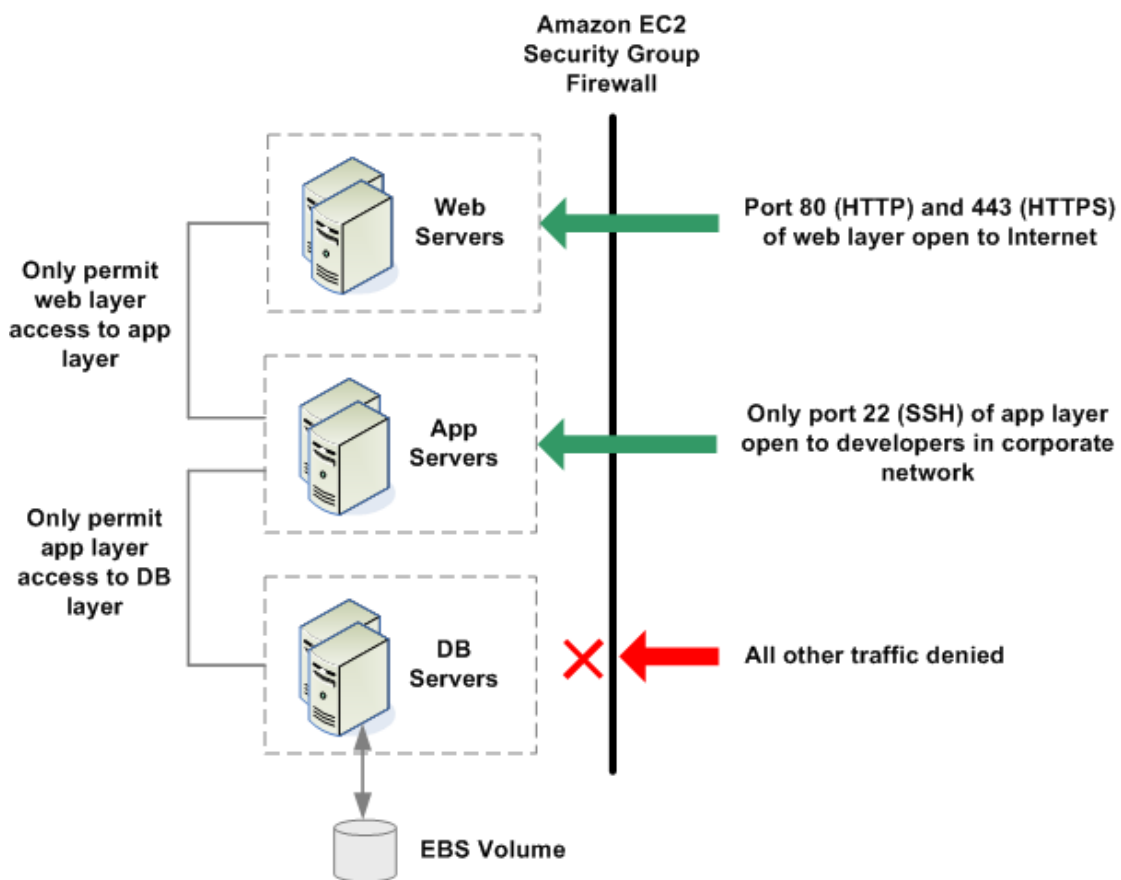 Amazon EC2
Security Group
Firewall
Web
Servers
Port 80 (HTTP) and 443 (HTTPS)
of web layer open to Internet
Only permit
web layer
access to app
layer
App
Servers
Only port 22 (SSH) of app layer
open to developers in corporate
network
Only permit
app layer
access to DB
layer
DB
Servers
All other traffic denied
EBS Volume